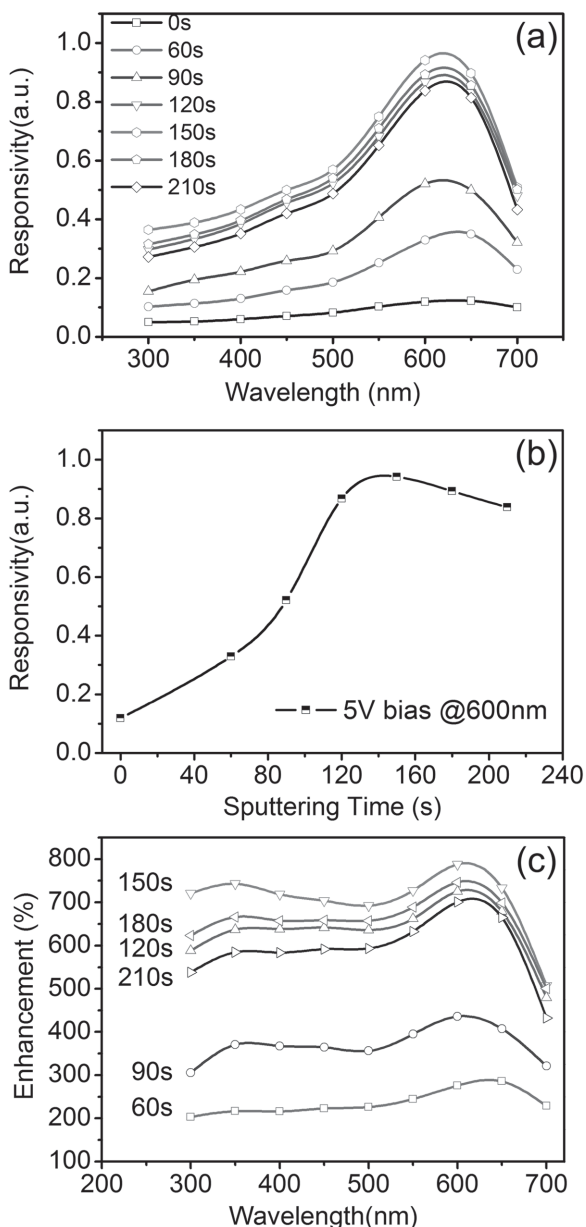 (a)
0s
60s
90s
120s
150s
180s
210s
1.0
0.8
0.6
0.4
0.2
0.0
Responsivity(a.u.)
300 400 500 600 700
Wavelength (nm)
(b)
1.0
0.8
0.6
0.4
0.2
0.0
Responsivity(a.u.)
5V bias @600nm
0 40 80 120 160 200 240
Sputtering Time (s)
(c)
800
700
600
500
400
300
200
100
Enhancement (%)
150s
180s
120s
210s
90s
60s
200 300 400 500 600 700
Wavelength(nm)